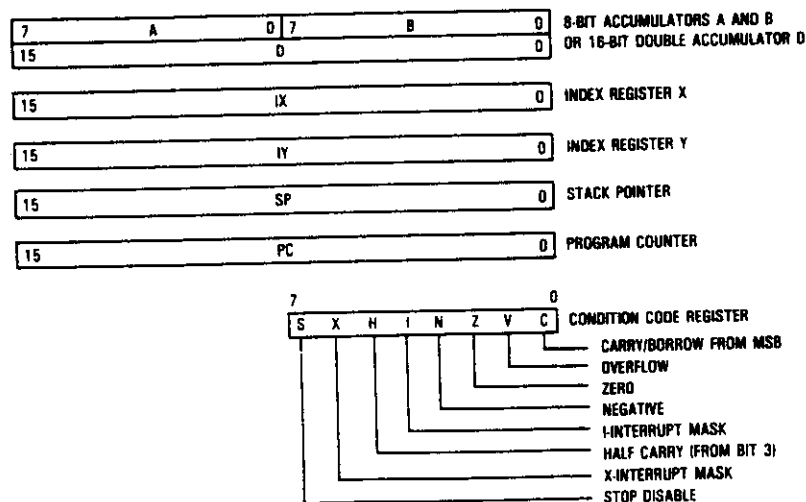 7 A 0 7 B 0 8-BIT ACCUMULATORS A AND B
15 D 0 OR 16-BIT DOUBLE ACCUMULATOR D
15 IX 0 INDEX REGISTER X
15 IY 0 INDEX REGISTER Y
15 SP 0 STACK POINTER
15 PC 0 PROGRAM COUNTER
7 0
S X H I N Z V C CONDITION CODE REGISTER
CARRY/BORROW FROM MSB
OVERFLOW
ZERO
NEGATIVE
I-INTERRUPT MASK
HALF CARRY (FROM BIT 3)
X-INTERRUPT MASK
STOP DISABLE